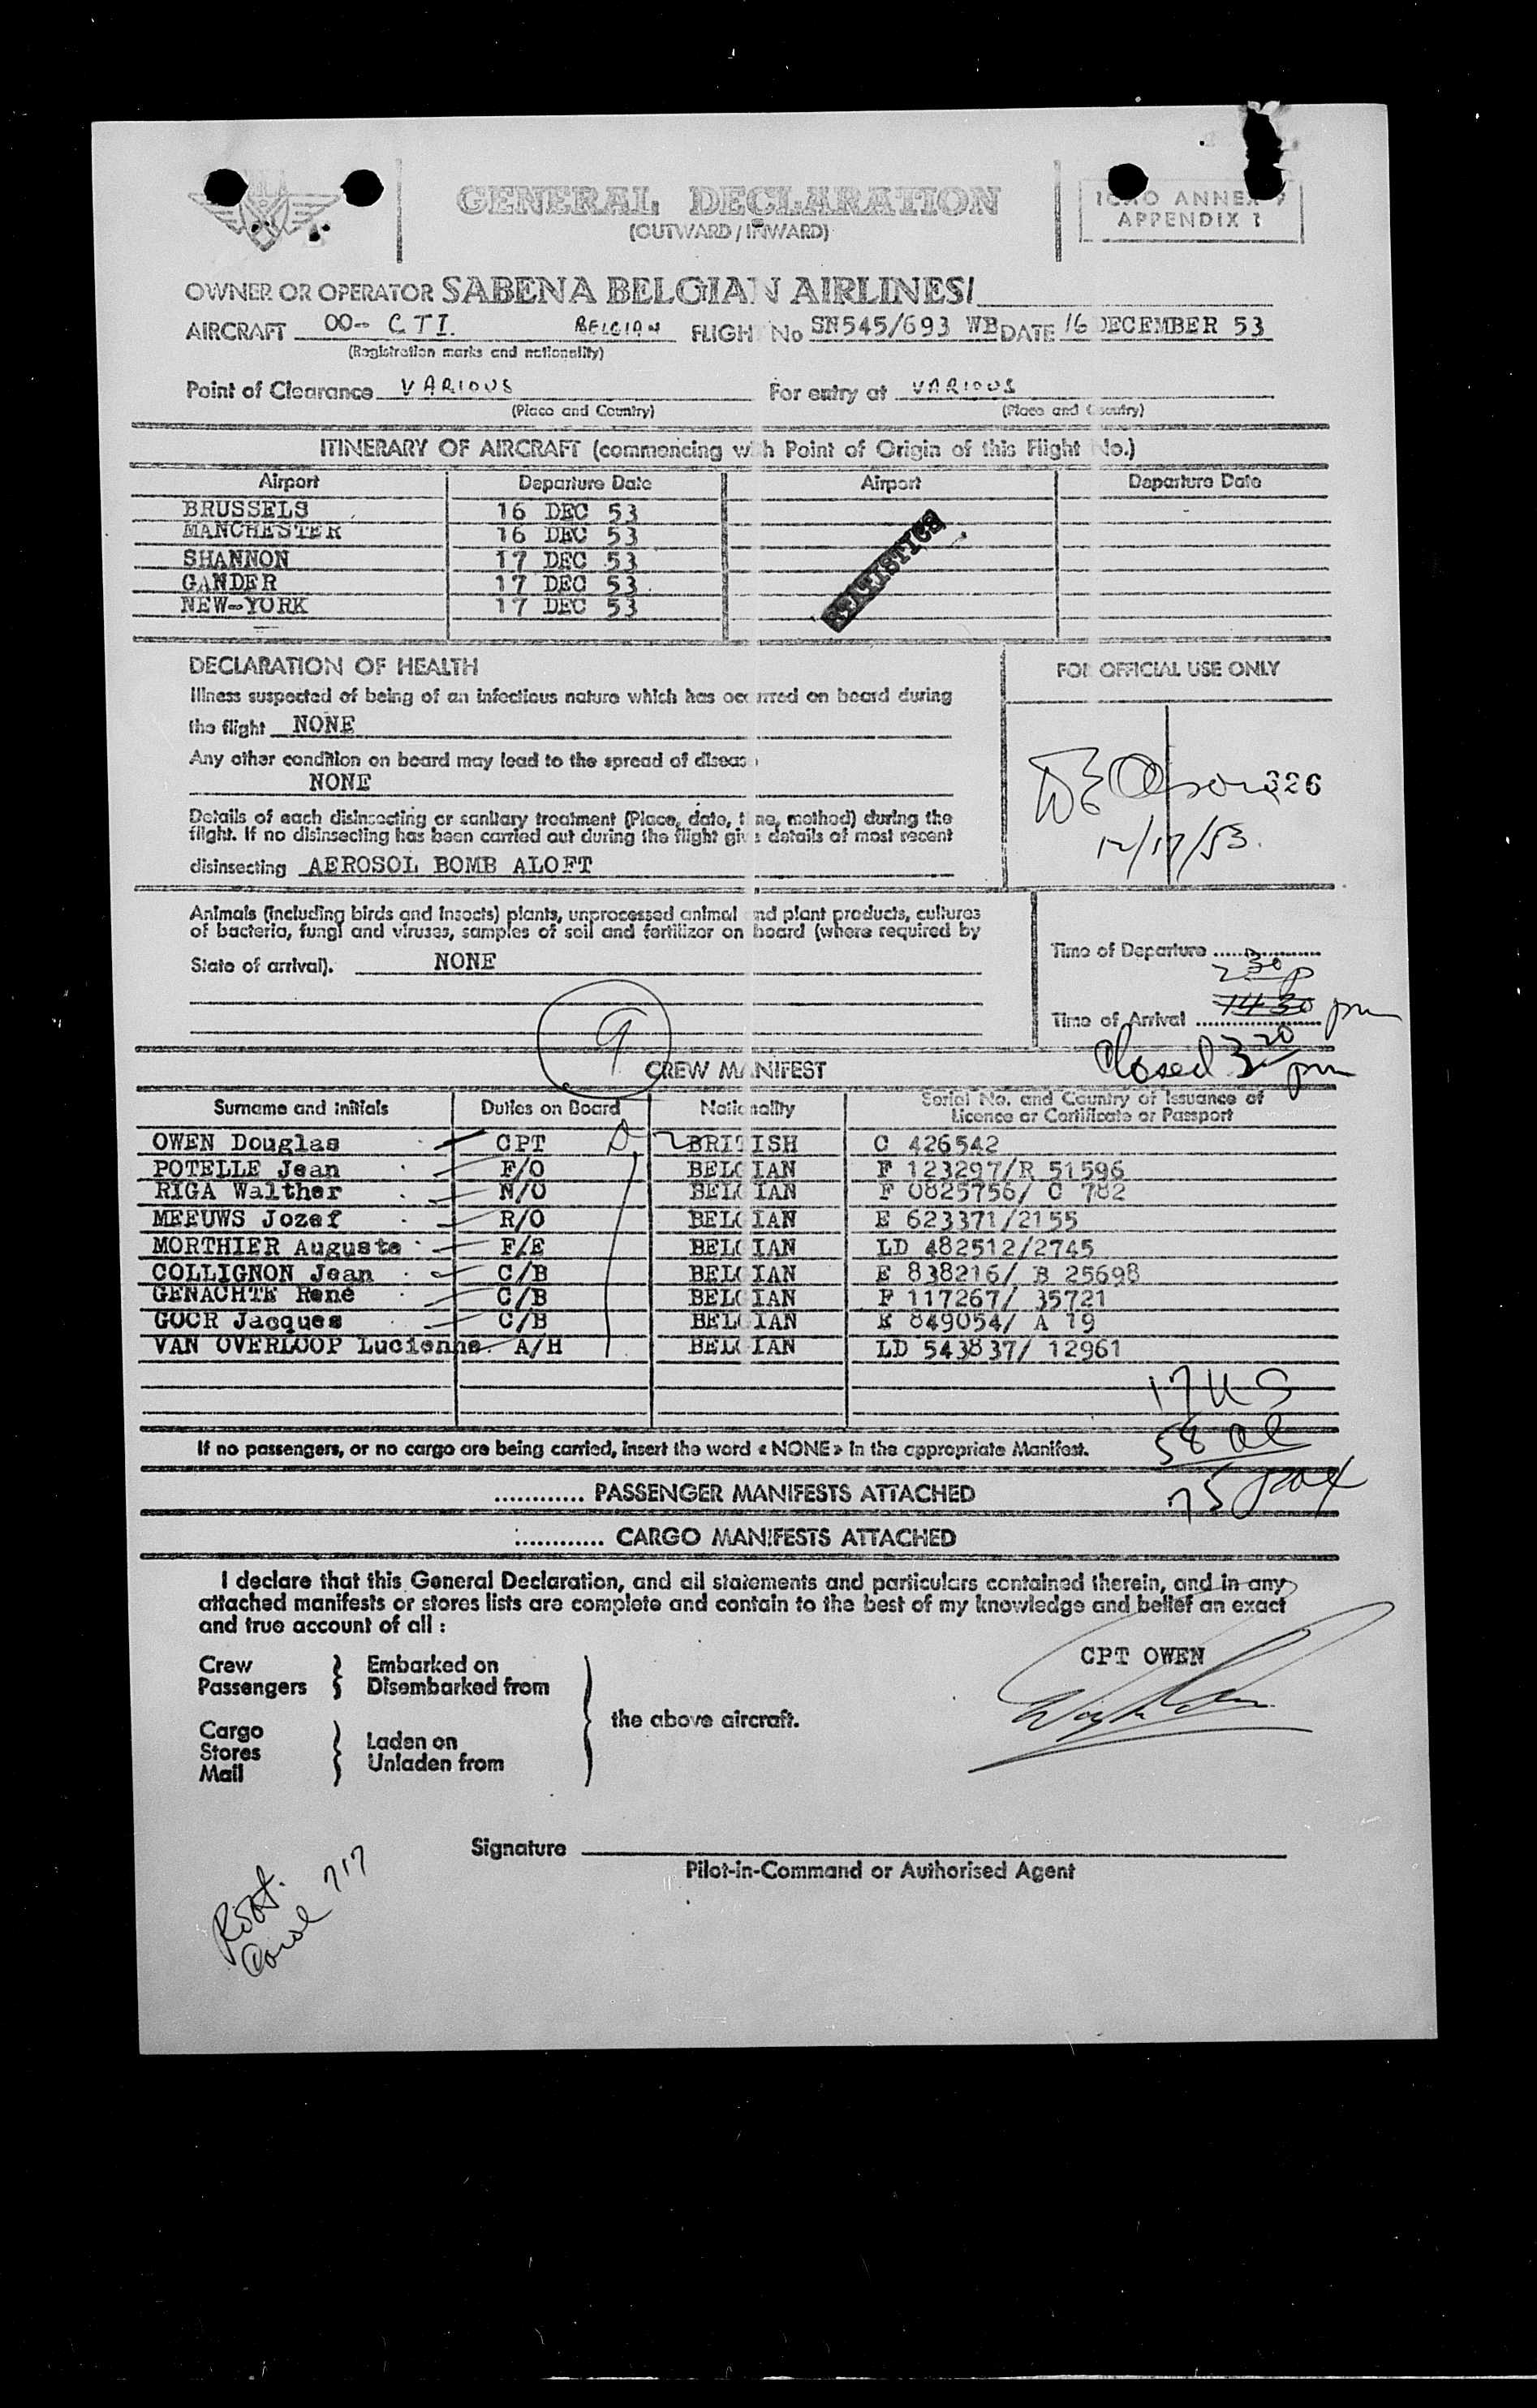 GENERAL DECLARATION
(OUTWARD / INWARD)
ICAO ANNEX 9
APPENDIX 1
OWNER OR OPERATOR SABENA BELGIAN AIRLINES/
AIRCRAFT OO- CTI. BELGIAN FLIGHT No SN545/693 WB DATE 16 DECEMBER 53
(Registration marks and nationality)
Point of Clearance VARIOUS For entry at VARIOUS
(Place and Country) (Place and Country)
ITINERARY OF AIRCRAFT (commencing with Point of Origin of this Flight No.)
Airport Departure Date Airport Departure Date
BRUSSELS 16 DEC 53
MANCHESTER 16 DEC 53
SHANNON 17 DEC 53
GANDER 17 DEC 53
NEW-YORK 17 DEC 53
STATISTICS
DECLARATION OF HEALTH
FOR OFFICIAL USE ONLY
Illness suspected of being of an infectious nature which has occurred on board during
the flight NONE
Any other condition on board may lead to the spread of disease
NONE
326
12/17/53.
Details of each disinsecting or sanitary treatment (Place, date, time, method) during the
flight. If no disinsecting has been carried out during the flight give details of most recent
disinsecting AEROSOL BOMB ALOFT
Animals (including birds and insects) plants, unprocessed animal and plant products, cultures
of bacteria, fungi and viruses, samples of soil and fertilizer on board (where required by
State of arrival). NONE
Time of Departure ..................
2 30 p
1430 pm
Time of Arrival ..................
Closed 3 20 pm
9
CREW MANIFEST
Surname and Initials Duties on Board Nationality Serial No. and Country of Issuance of
Licence or Certificate or Passport
OWEN Douglas CPT BRITISH C 426542
POTELLE Jean F/O BELGIAN F 123297/R 51596
RIGA Walther N/O BELGIAN F 0825756/ C 782
MEEUWS Jozef R/O BELGIAN E 623371/2155
MORTHIER Auguste F/E BELGIAN LD 482512/2745
COLLIGNON Jean C/B BELGIAN E 838216/ B 25698
GENACHTE René C/B BELGIAN F 117267/ 35721
GOCR Jacques C/B BELGIAN E 849054/ A 19
VAN OVERLOOP Lucienne A/H BELGIAN LD 543837/ 12961
17 US
58 al
75 pax
If no passengers, or no cargo are being carried, insert the word « NONE » in the appropriate Manifest.
............ PASSENGER MANIFESTS ATTACHED
............ CARGO MANIFESTS ATTACHED
I declare that this General Declaration, and all statements and particulars contained therein, and in any
attached manifests or stores lists are complete and contain to the best of my knowledge and belief an exact
and true account of all :
CPT OWEN
Crew
Passengers
Embarked on
Disembarked from
the above aircraft.
Cargo
Stores
Mail
Laden on
Unladen from
Signature
Pilot-in-Command or Authorised Agent
717